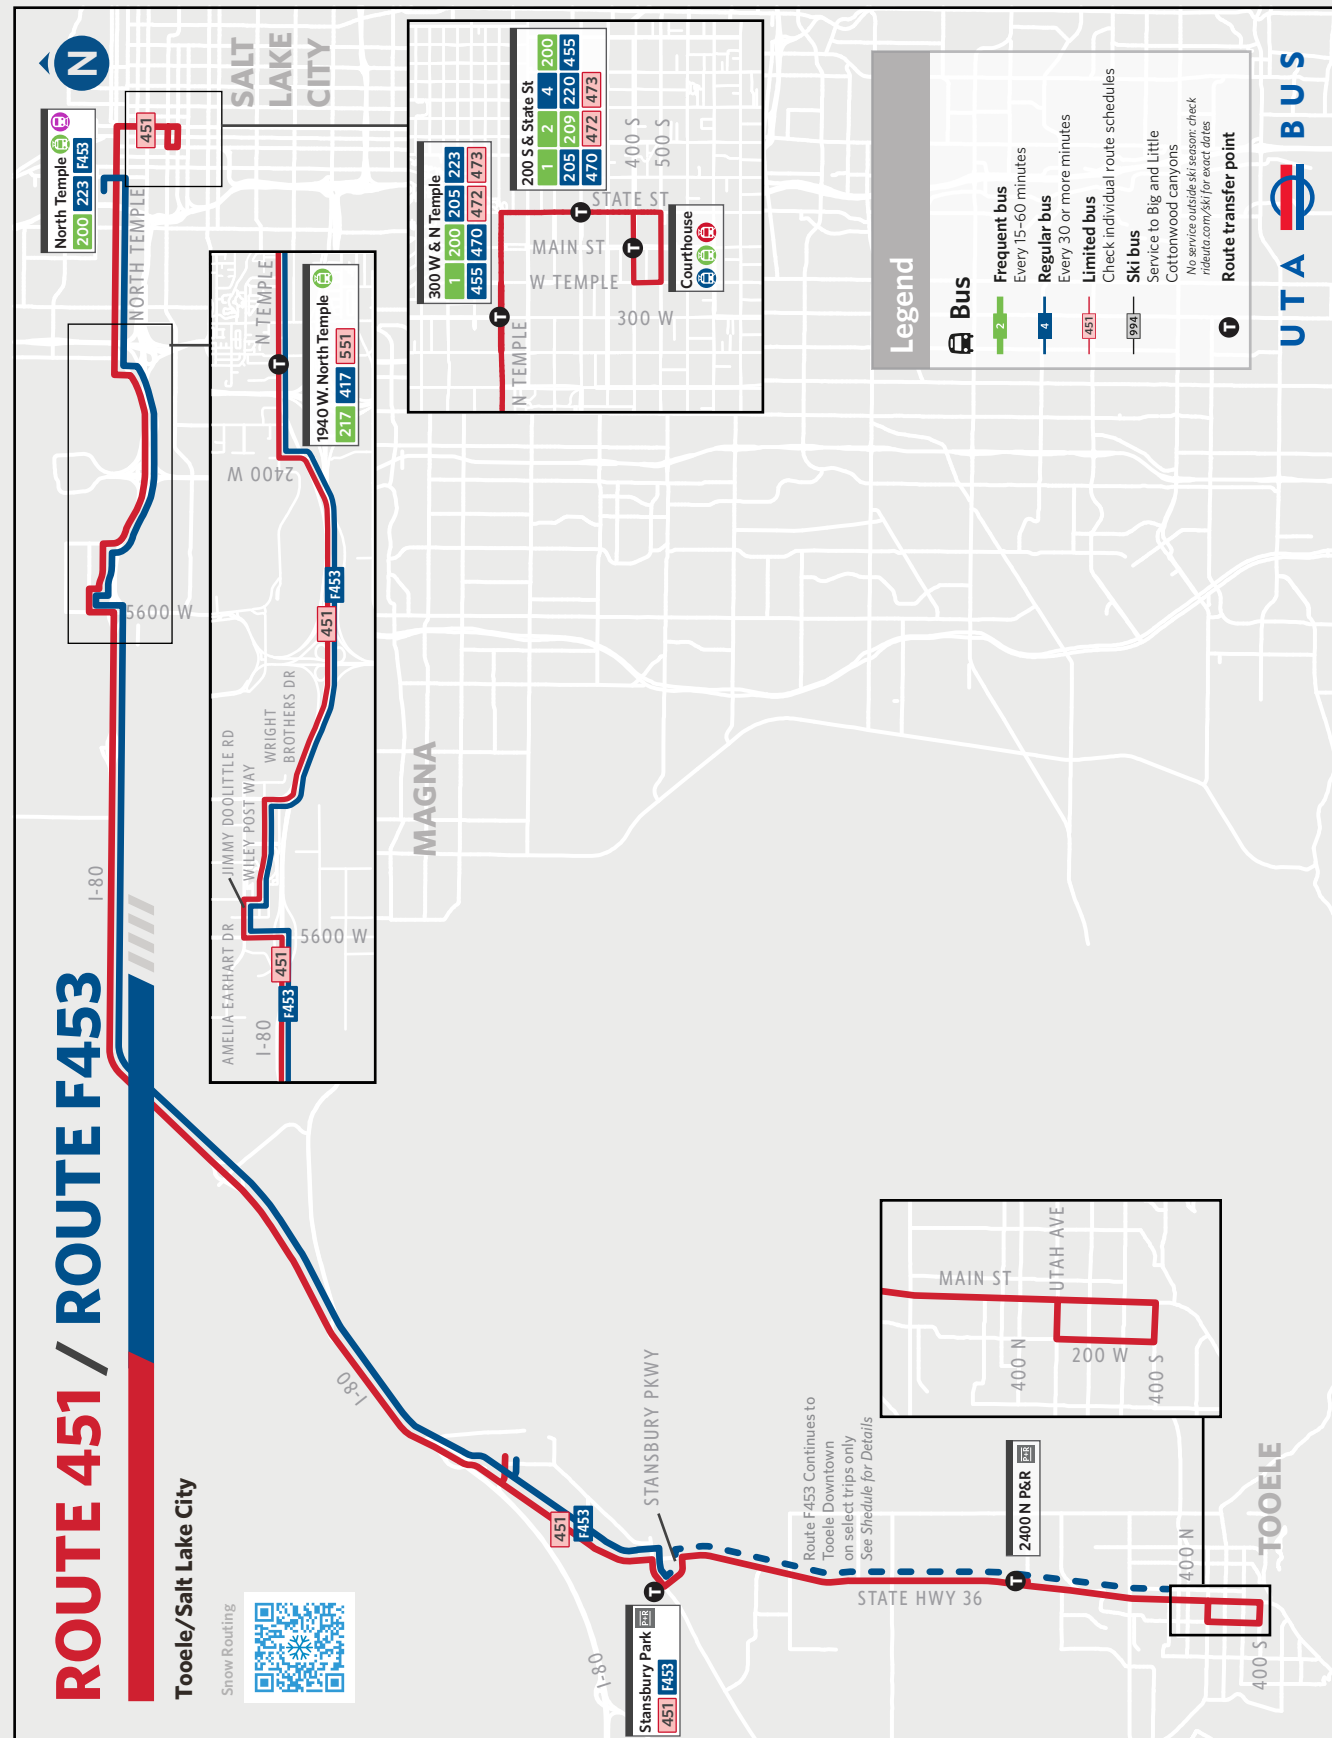 ROUTE 451 / ROUTE F453
Tooele/Salt Lake City
Snow Routing
N
North Temple
200 223 F453
451
SALT
LAKE
CITY
NORTH TEMPLE
5600 W
I-80
I-80
I-80
AMELIA EARHART DR
JIMMY DOOLITTLE RD
WILEY POST WAY
WRIGHT
BROTHERS DR
I-80
5600 W
F453
451
451
F453
2400 W
N TEMPLE
T
1940 W. North Temple
217 417 551
MAGNA
300 W & N Temple
1 200 205 223
455 470 472 473
200 S & State St
1 2 4 200
205 209 220 455
470 472 473
400 S
500 S
STATE ST
MAIN ST
W TEMPLE
300 W
N TEMPLE
T
T
T
Courthouse
Legend
Bus
2
Frequent bus
Every 15-60 minutes
4
Regular bus
Every 30 or more minutes
451
Limited bus
Check individual route schedules
994
Ski bus
Service to Big and Little
Cottonwood canyons
No service outside ski season: check
rideuta.com/ski for exact dates
T
Route transfer point
U T A BUS
451
F453
STANSBURY PKWY
T
Stansbury Park P+R
451 F453
Route F453 Continues to
Tooele Downtown
on select trips only
See Shedule for Details
STATE HWY 36
T
2400 N P&R P+R
MAIN ST
UTAH AVE
400 N
200 W
400 S
400 N
400 S
TOOELE